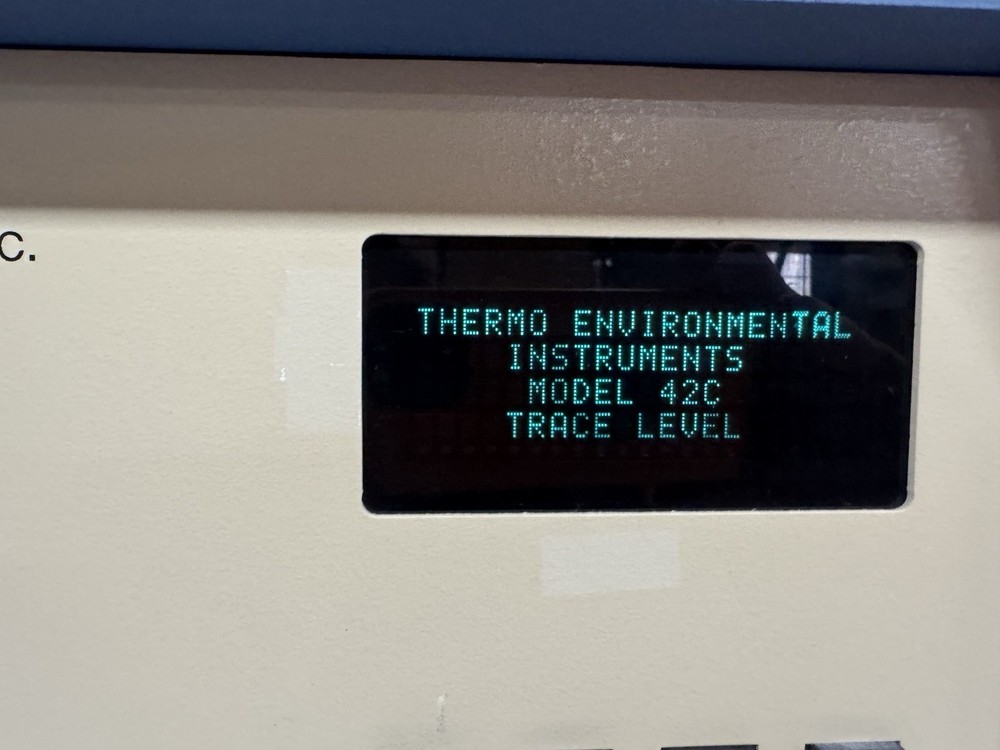 C.
THERMO ENVIRONMENTAL
INSTRUMENTS
MODEL 42C
TRACE LEVEL